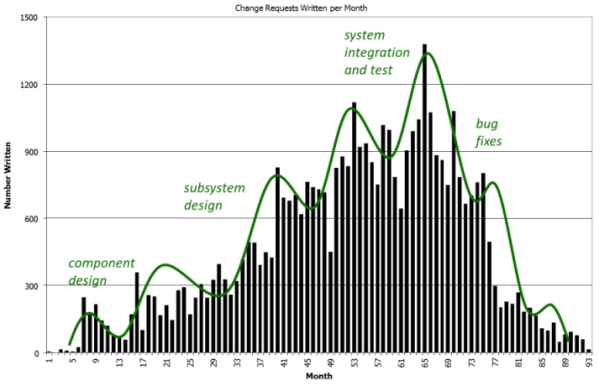 Change Requests Written per Month
1500
1200
900
600
300
0
Number Written
component
design
subsystem
design
system
integration
and test
bug
fixes
1 5 9 13 17 21 25 29 33 37 41 45 49 53 57 61 65 69 73 77 81 85 89 93
Month